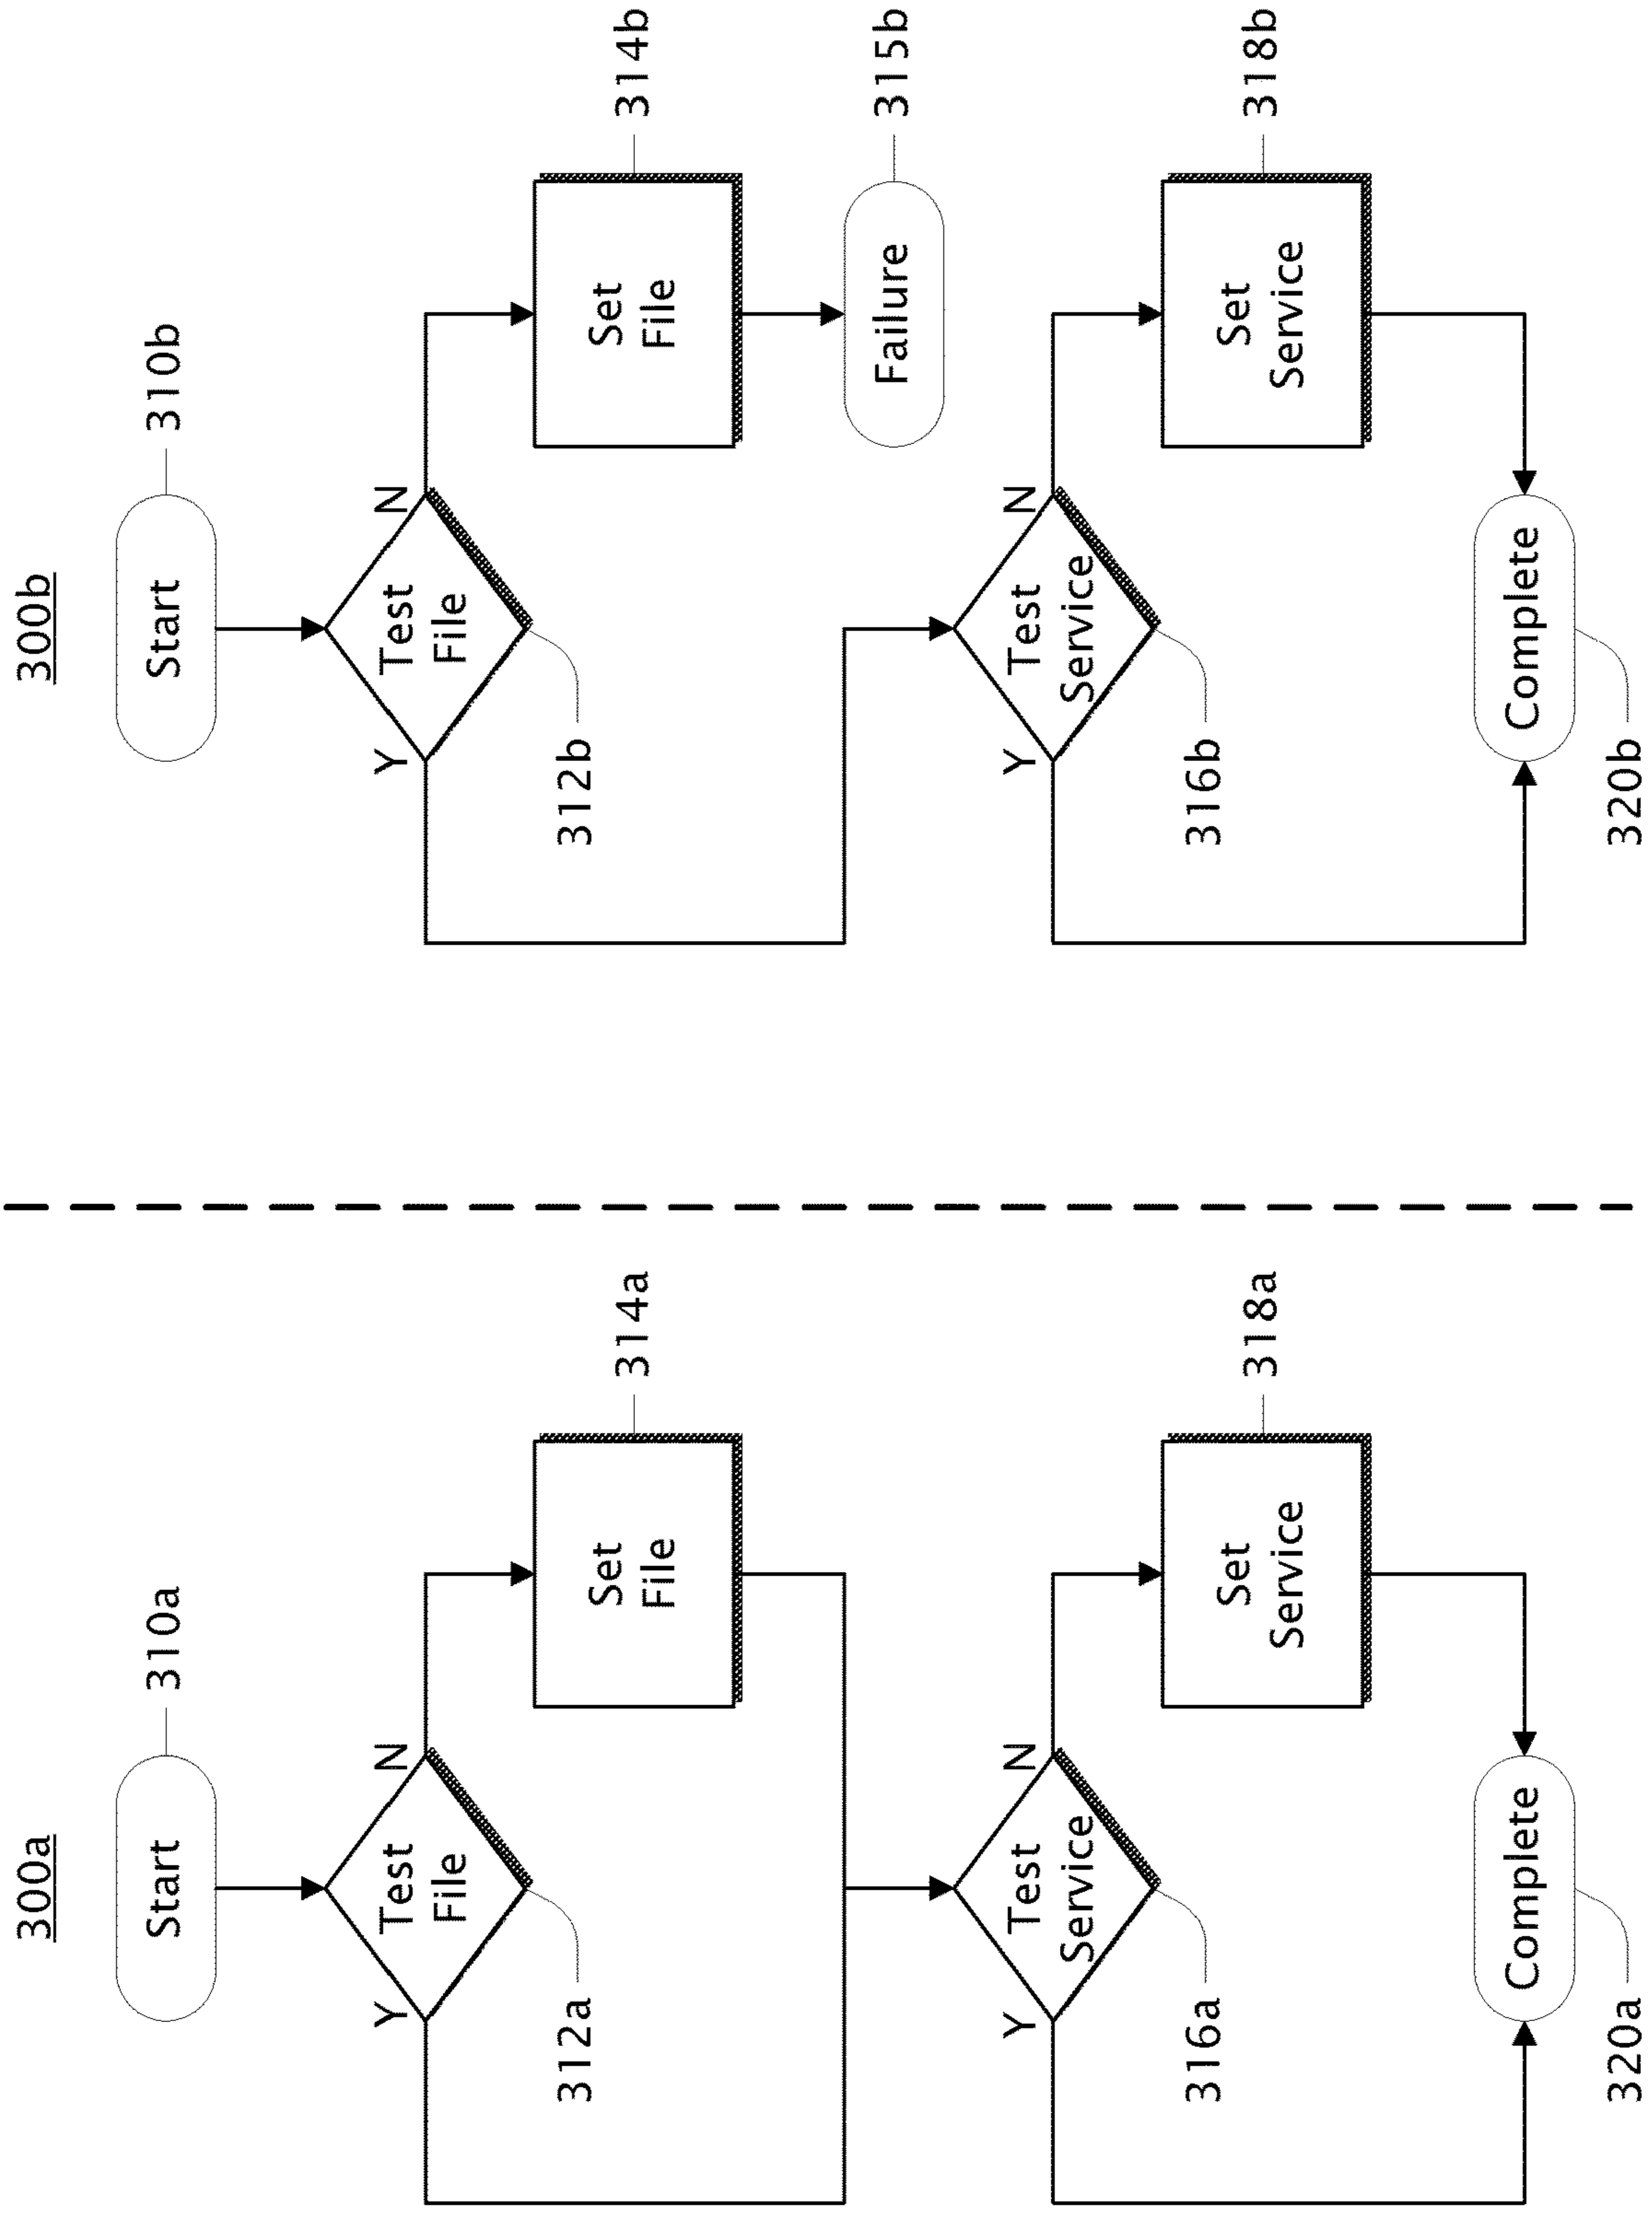 300a
Start
310a
Y
Test
File
N
312a
Set
File
314a
Y
Test
Service
N
316a
Set
Service
318a
Complete
320a
300b
Start
310b
Y
Test
File
N
312b
Set
File
314b
Failure
315b
Y
Test
Service
N
316b
Set
Service
318b
Complete
320b